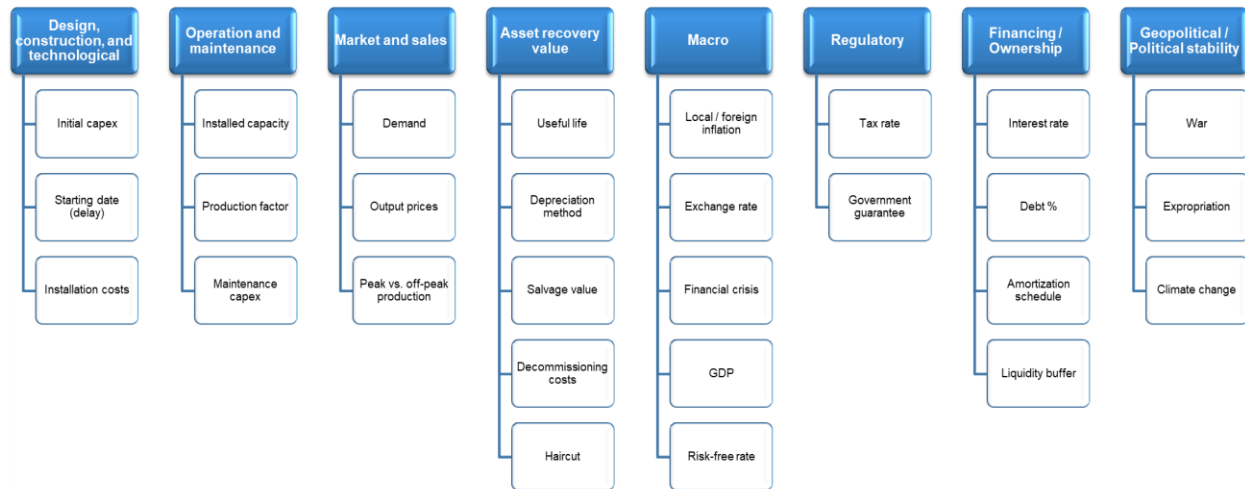 Design,
construction, and
technological
Initial capex
Starting date
(delay)
Installation costs
Operation and
maintenance
Installed capacity
Production factor
Maintenance
capex
Market and sales
Demand
Output prices
Peak vs. off-peak
production
Asset recovery
value
Useful life
Depreciation
method
Salvage value
Decommissioning
costs
Haircut
Macro
Local / foreign
inflation
Exchange rate
Financial crisis
GDP
Risk-free rate
Regulatory
Tax rate
Government
guarantee
Financing /
Ownership
Interest rate
Debt %
Amortization
schedule
Liquidity buffer
Geopolitical /
Political stability
War
Expropriation
Climate change